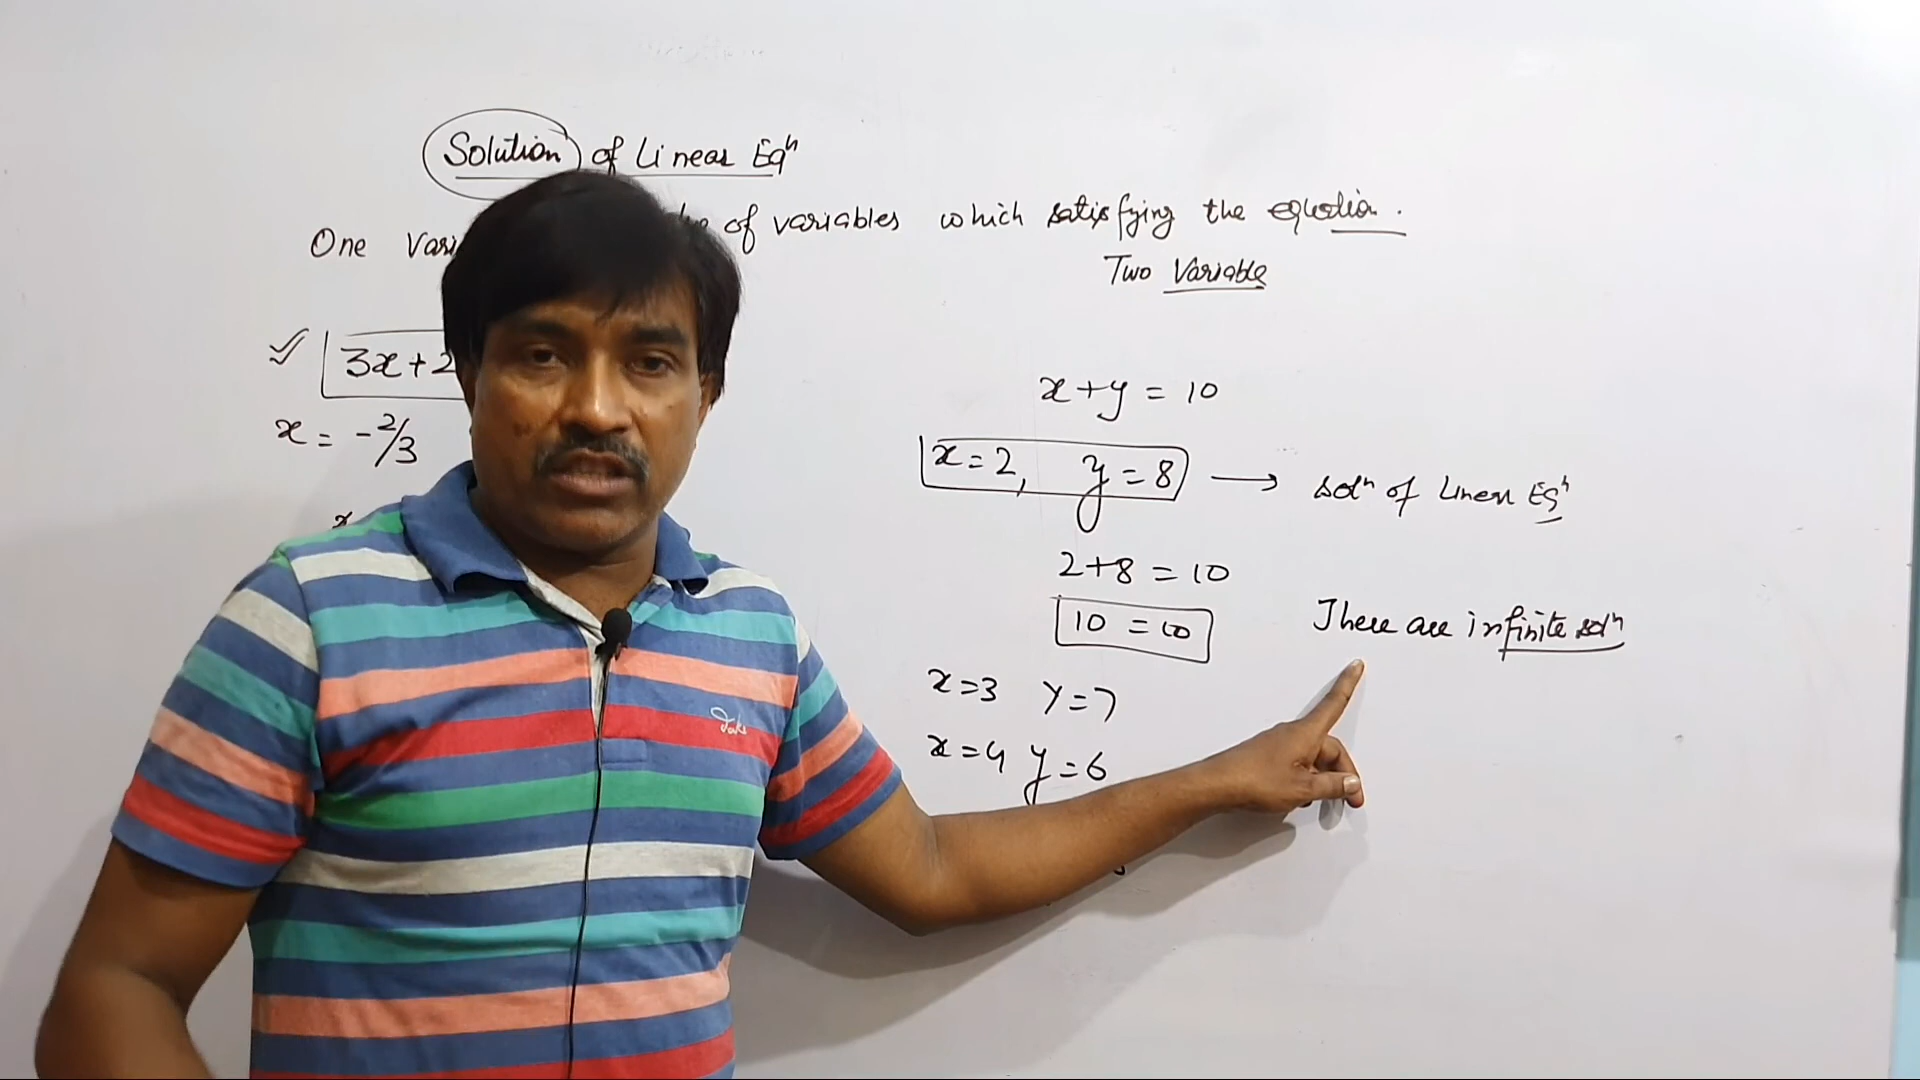 Solution of Linear Eqⁿ
of variables which satisfying the equation.
One Vari
Two Variable
3x+2
x = -2/3
x
x+y = 10
x=2, y=8 → solⁿ of Linear Eqⁿ
2+8 = 10
10 = 10
There are infinite solⁿ
x=3 y=7
x=4 y=6